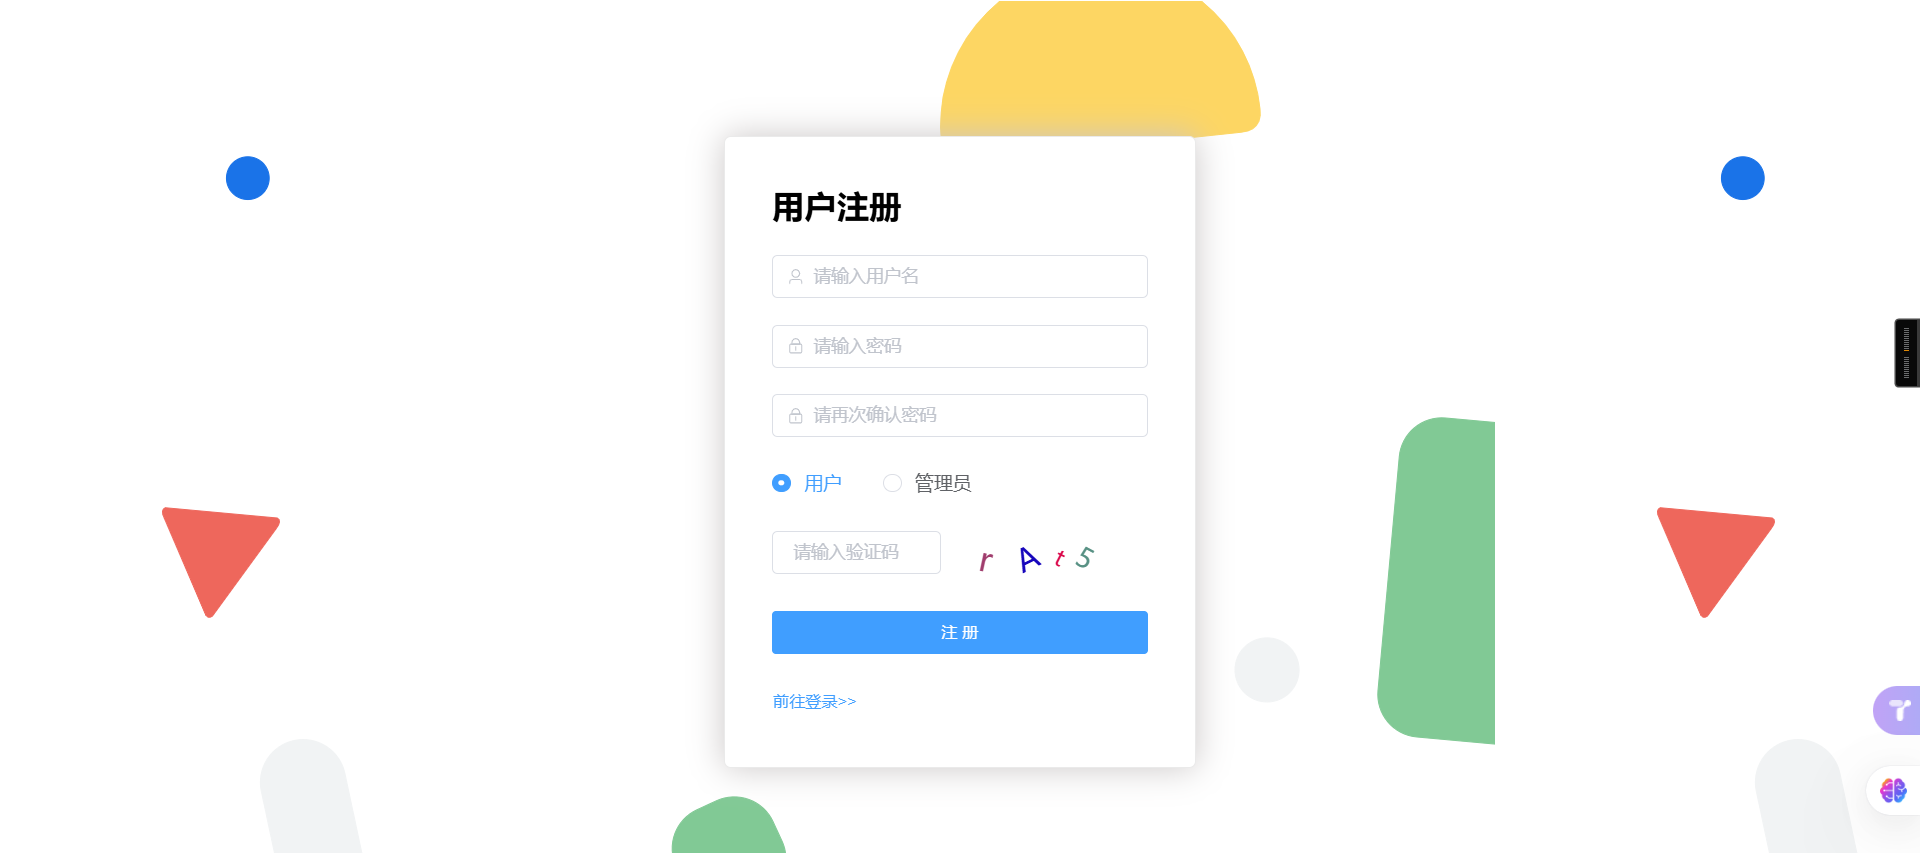 用户注册
请输入用户名
请输入密码
请再次确认密码
用户 管理员
请输入验证码 r A t 5
注 册
前往登录>>